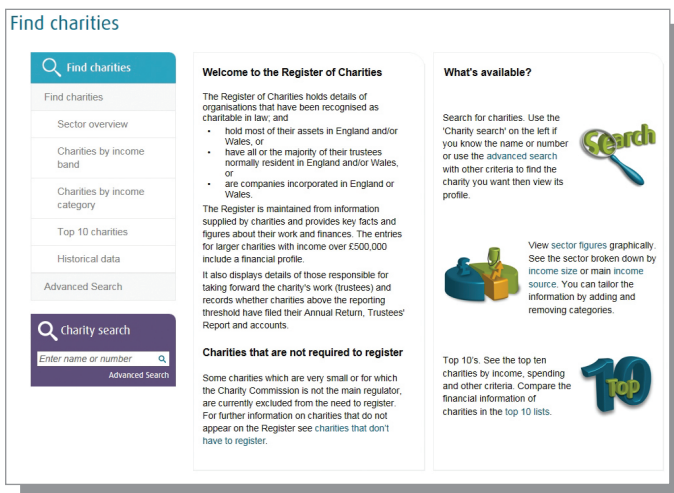 Find charities
Find charities
Find charities
Sector overview
Charities by income
band
Charities by income
category
Top 10 charities
Historical data
Advanced Search
Charity search
Enter name or number
Advanced Search
Welcome to the Register of Charities
The Register of Charities holds details of
organisations that have been recognised as
charitable in law; and
• hold most of their assets in England and/or
Wales, or
• have all or the majority of their trustees
normally resident in England and/or Wales,
or
• are companies incorporated in England or
Wales.
The Register is maintained from information
supplied by charities and provides key facts and
figures about their work and finances. The entries
for larger charities with income over £500,000
include a financial profile.
It also displays details of those responsible for
taking forward the charity's work (trustees) and
records whether charities above the reporting
threshold have filed their Annual Return, Trustees'
Report and accounts.
Charities that are not required to register
Some charities which are very small or for which
the Charity Commission is not the main regulator,
are currently excluded from the need to register.
For further information on charities that do not
appear on the Register see charities that don't
have to register.
What's available?
Search for charities. Use the
'Charity search' on the left if
you know the name or number
or use the advanced search
with other criteria to find the
charity you want then view its
profile.
Search
View sector figures graphically.
See the sector broken down by
income size or main income
source. You can tailor the
information by adding and
removing categories.
Top 10's. See the top ten
charities by income, spending
and other criteria. Compare the
financial information of
charities in the top 10 lists.
10
Top